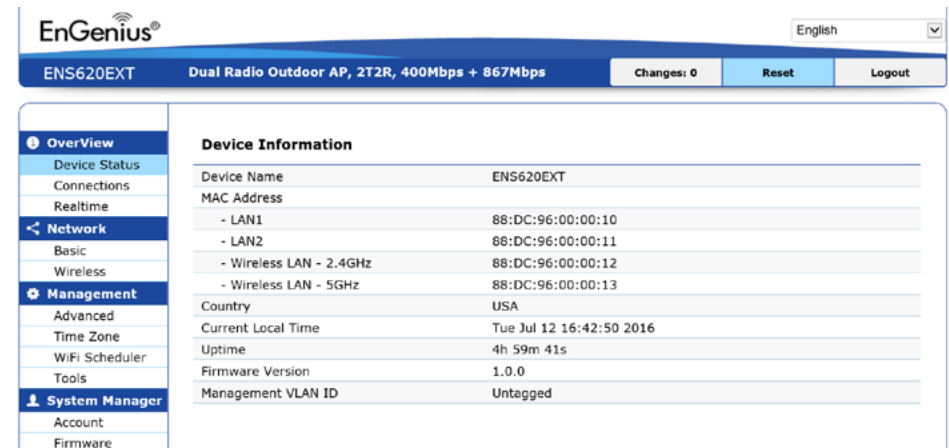 EnGenius®
English
ENS620EXT Dual Radio Outdoor AP, 2T2R, 400Mbps + 867Mbps Changes: 0 Reset Logout
OverView
Device Status
Connections
Realtime
Network
Basic
Wireless
Management
Advanced
Time Zone
WiFi Scheduler
Tools
System Manager
Account
Firmware
Device Information
Device Name ENS620EXT
MAC Address
- LAN1 88:DC:96:00:00:10
- LAN2 88:DC:96:00:00:11
- Wireless LAN - 2.4GHz 88:DC:96:00:00:12
- Wireless LAN - 5GHz 88:DC:96:00:00:13
Country USA
Current Local Time Tue Jul 12 16:42:50 2016
Uptime 4h 59m 41s
Firmware Version 1.0.0
Management VLAN ID Untagged